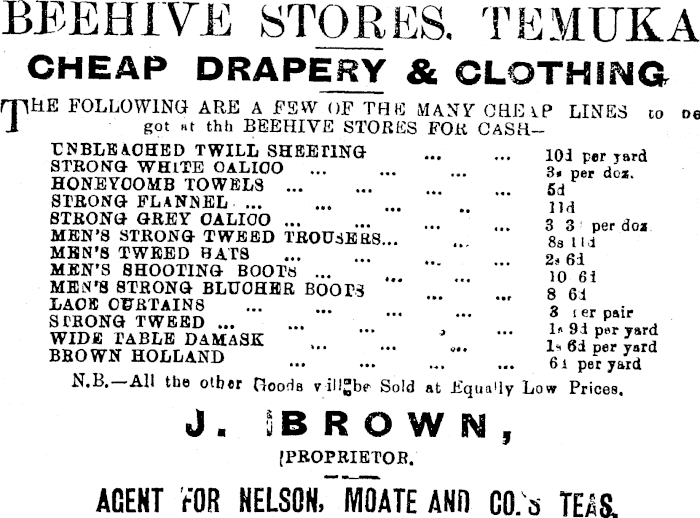 BEEHIVE STORES. TEMUKA
CHEAP DRAPERY & CLOTHING
THE FOLLOWING ARE A FEW OF THE MANY CHEAP LINES to be
got at thh BEEHIVE STORES FOR CASH—
UNBLEACHED TWILL SHEETING ... ... 10d per yard
STRONG WHITE CALICO ... ... ... 3s per doz.
HONEYCOMB TOWELS ... ... ... ... 5d
STRONG FLANNEL ... ... ... .. 11d
STRONG GREY CALICO ... ... ... ... 3 3 per doz
MEN'S STRONG TWEED TROUSERS... ... 8s 11d
MEN'S TWEED HATS ... ... ... ... 2s 6d
MEN'S SHOOTING BOOTS ... ... ... ... 10 6d
MEN'S STRONG BLUCHER BOOTS ... ... 8 6d
LACE CURTAINS ... ... ... ... 3 per pair
STRONG TWEED ... ... ... ... 1s 9d per yard
WIDE TABLE DAMASK ... ... ... 1s 6d per yard
BROWN HOLLAND ... ... ... ... 6d per yard
N.B.—All the other Goods will be Sold at Equally Low Prices.
J. BROWN,
PROPRIETOR.
AGENT FOR NELSON, MOATE AND CO.'S TEAS.